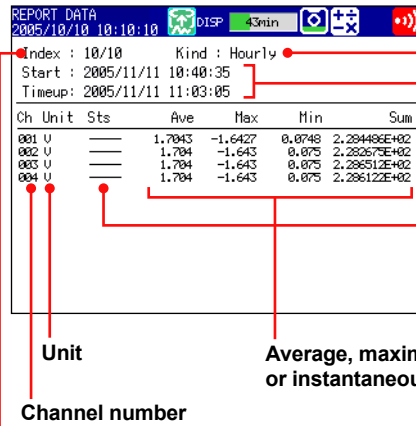 REPORT DATA
2005/10/10 10:10:10 DISP 43min
Index : 10/10 Kind : Hourly
Start : 2005/11/11 10:40:35
Timeup: 2005/11/11 11:03:05
Ch Unit Sts Ave Max Min Sum
001 V 1.7043 -1.6427 0.0748 2.284486E+02
002 V 1.704 -1.643 0.075 2.282675E+02
003 V 1.704 -1.643 0.075 2.286512E+02
004 V 1.704 -1.643 0.075 2.286122E+02
Unit
Average, maxim
or instantaneou
Channel number